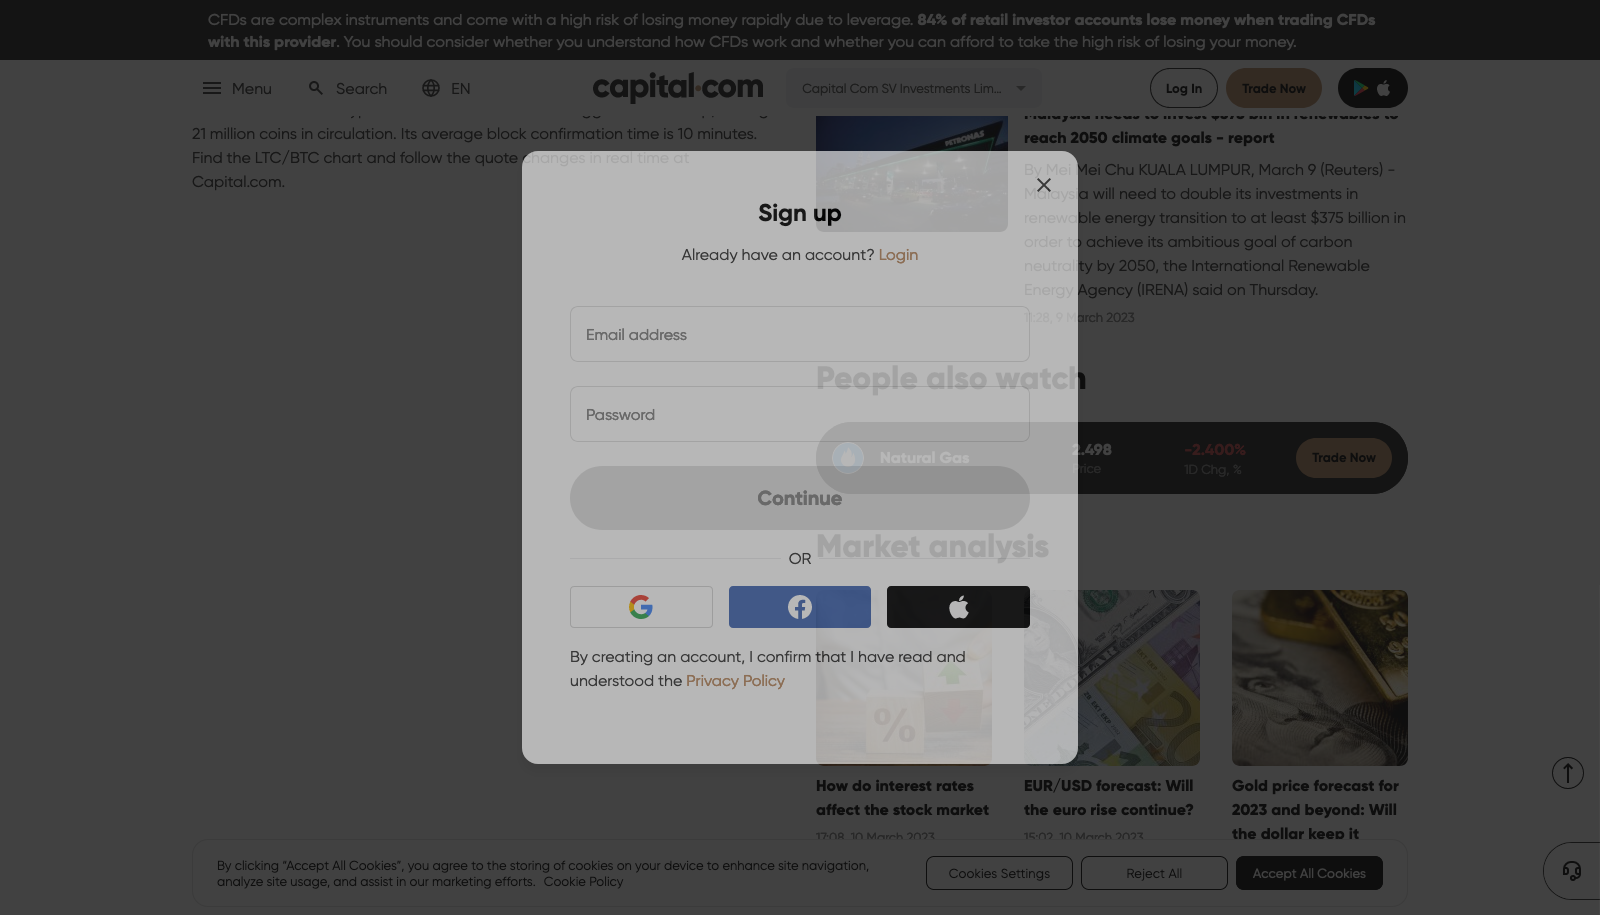 CFDs are complex instruments and come with a high risk of losing money rapidly due to leverage. 84% of retail investor accounts lose money when trading CFDs
with this provider. You should consider whether you understand how CFDs work and whether you can afford to take the high risk of losing your money.
Menu
Search
EN
capital.com
Capital Com SV Investments Lim...
Log In
Trade Now
21 million coins in circulation. Its average block confirmation time is 10 minutes.
Find the LTC/BTC chart and follow the quote changes in real time at
Capital.com.
PETRONAS
Malaysia needs to invest $375 bln in renewables to
reach 2050 climate goals - report
By Mei Mei Chu KUALA LUMPUR, March 9 (Reuters) -
Malaysia will need to double its investments in
renewable energy transition to at least $375 billion in
order to achieve its ambitious goal of carbon
neutrality by 2050, the International Renewable
Energy Agency (IRENA) said on Thursday.
11:28, 9 March 2023
Sign up
Already have an account? Login
Email address
Password
Continue
OR
By creating an account, I confirm that I have read and
understood the Privacy Policy
People also watch
Natural Gas
2.498
Price
-2.400%
1D Chg, %
Trade Now
Market analysis
%
How do interest rates
affect the stock market
17:08, 10 March 2023
EUR/USD forecast: Will
the euro rise continue?
15:02, 10 March 2023
Gold price forecast for
2023 and beyond: Will
the dollar keep it
By clicking “Accept All Cookies”, you agree to the storing of cookies on your device to enhance site navigation,
analyze site usage, and assist in our marketing efforts. Cookie Policy
Cookies Settings
Reject All
Accept All Cookies